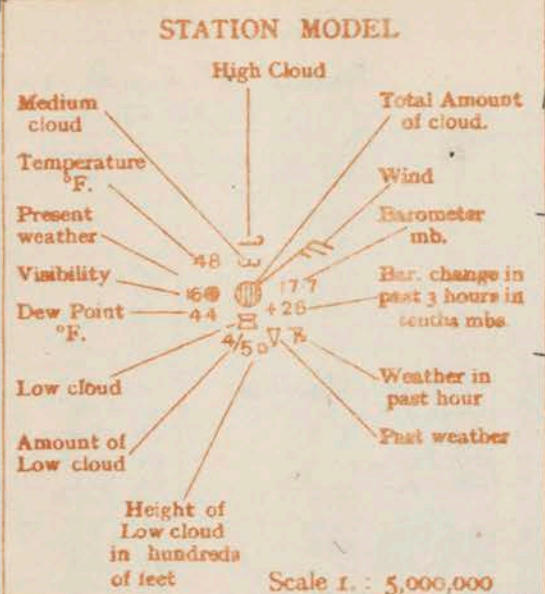 STATION MODEL
High Cloud
Medium
cloud
Total Amount
of cloud.
Temperature
°F.
Wind
Present
weather
Barometer
mb.
48
Visibility
16
177
Bar. change in
past 3 hours in
tenths mbs.
Dew Point
°F.
44
+26
4/5
Low cloud
Weather in
past hour
Amount of
Low cloud
Past weather
Height of
Low cloud
in hundreds
of feet
Scale 1. : 5,000,000